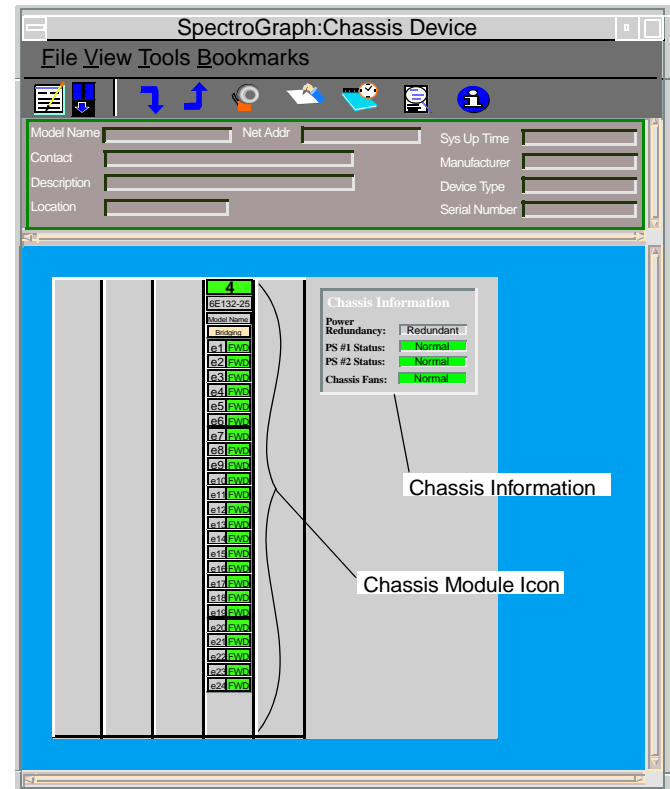 SpectroGraph:Chassis Device
File View Tools Bookmarks
Model Name
Net Addr
Sys Up Time
Contact
Manufacturer
Description
Device Type
Location
Serial Number
4
6E132-25
Model Name
Bridging
e1 FWD
e2 FWD
e3 FWD
e4 FWD
e5 FWD
e6 FWD
e7 FWD
e8 FWD
e9 FWD
e10 FWD
e11 FWD
e12 FWD
e13 FWD
e14 FWD
e15 FWD
e16 FWD
e17 FWD
e18 FWD
e19 FWD
e20 FWD
e21 FWD
e22 FWD
e23 FWD
e24 FWD
Chassis Information
Power
Redundancy: Redundant
PS #1 Status: Normal
PS #2 Status: Normal
Chassis Fans: Normal
Chassis Information
Chassis Module Icon